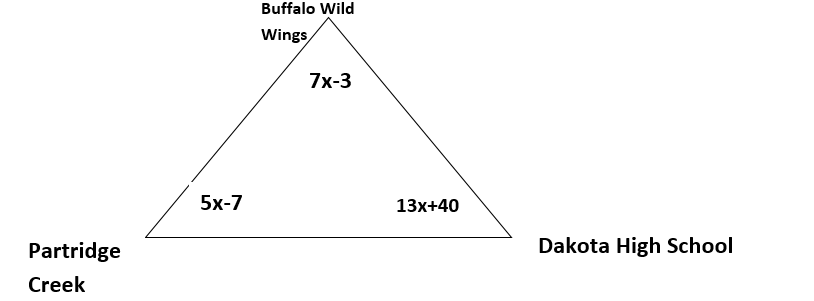 Buffalo Wild
Wings
7x-3
5x-7
13x+40
Partridge
Creek
Dakota High School